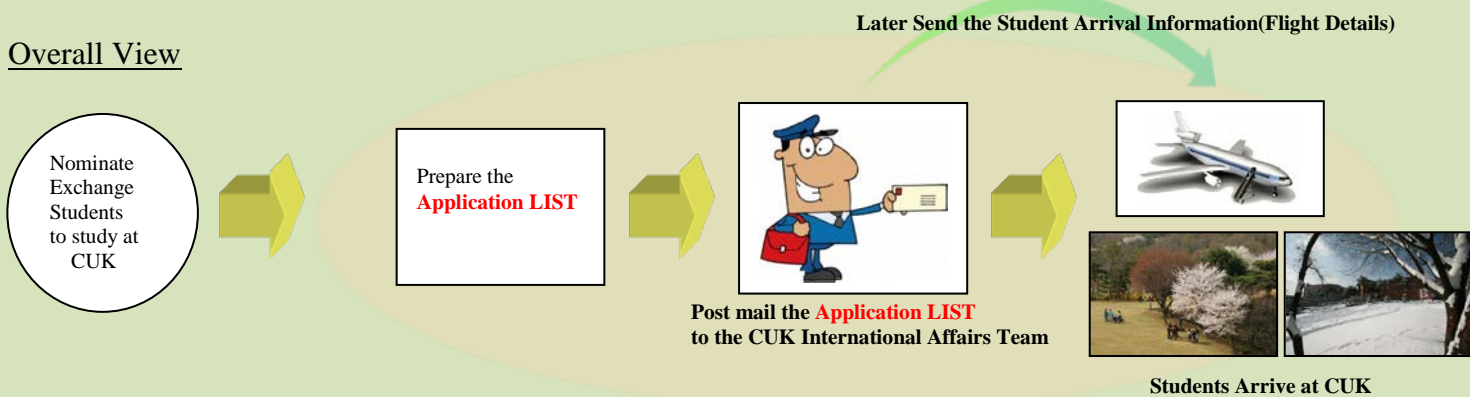 Later Send the Student Arrival Information(Flight Details)
Overall View
Nominate
Exchange
Students
to study at
CUK
Prepare the
Application LIST
Post mail the Application LIST
to the CUK International Affairs Team
Students Arrive at CUK